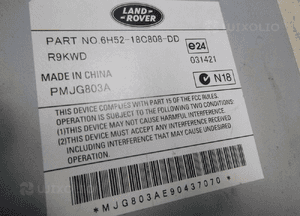 LUIXOLIO
LAND-
ROVER
PART NO.6H52-18C808-DD
e24
R9KWD
031421
MADE IN CHINA
N18
PMJG803A
THIS DEVICE COMPLIES WITH PART 15 OF THE FCC RULES.
OPERATION IS SUBJECT TO THE FOLLOWING TWO CONDITIONS:
(1)THIS DEVICE MAY NOT CAUSE HARMFUL
INTERFERENCE, AND
(2)THIS DEVICE MUST ACCEPT ANY INTERFERENCE RECEIVED,
INCLUDING INTERFERENCE THAT MAY CAUSE
UNDESIRED OPERATION.
*MJG803AE90437070*